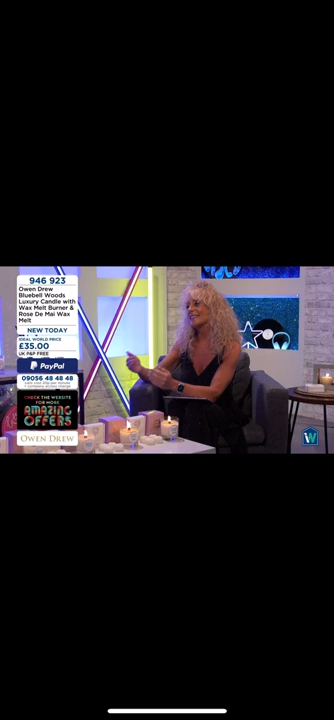 946 923
Owen Drew
Bluebell Woods
Luxury Candle with
Wax Melt Burner &
Rose De Mai Wax
Melt
NEW TODAY
IDEAL WORLD PRICE
£35.00
UK P&P FREE
PayPal
09056 48 48 48
CHECK THE WEBSITE
FOR MORE
AMAZING
OFFERS
OWEN DREW